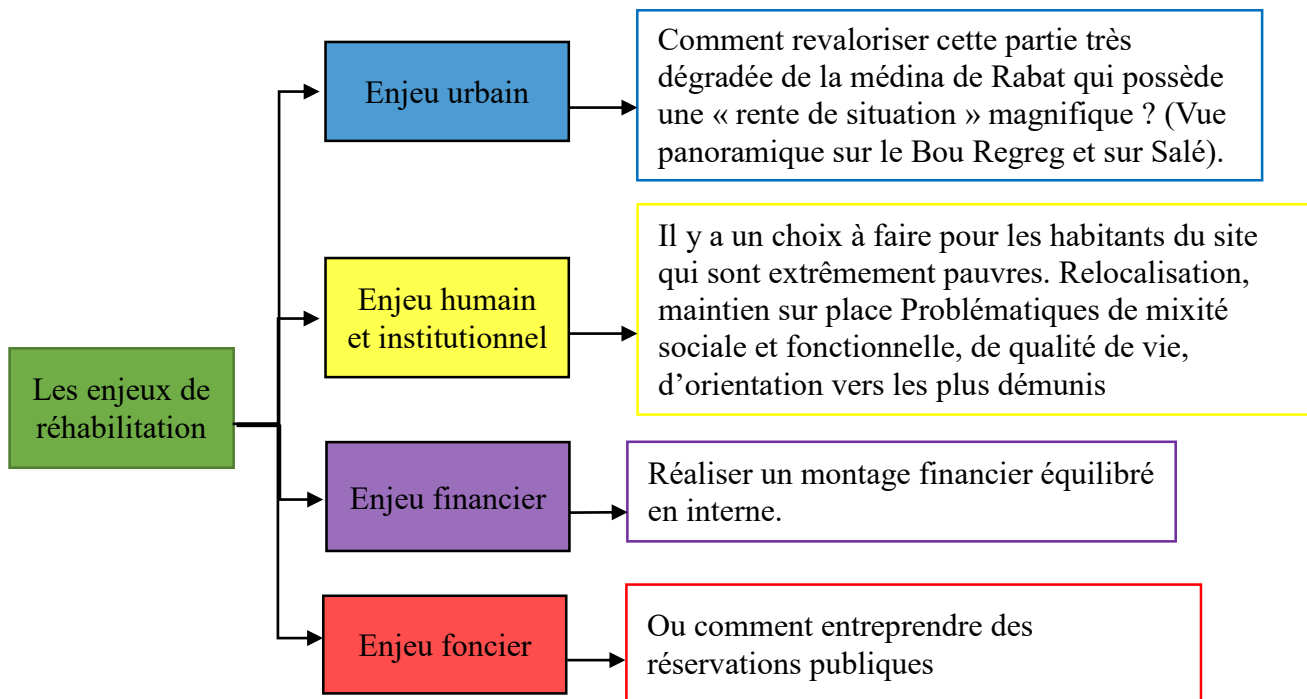 Les enjeux de
réhabilitation
Enjeu urbain
Comment revaloriser cette partie très
dégradée de la médina de Rabat qui possède
une « rente de situation » magnifique ? (Vue
panoramique sur le Bou Regreg et sur Salé).
Enjeu humain
et institutionnel
Il y a un choix à faire pour les habitants du site
qui sont extrêmement pauvres. Relocalisation,
maintien sur place Problématiques de mixité
sociale et fonctionnelle, de qualité de vie,
d’orientation vers les plus démunis
Enjeu financier
Réaliser un montage financier équilibré
en interne.
Enjeu foncier
Ou comment entreprendre des
réservations publiques